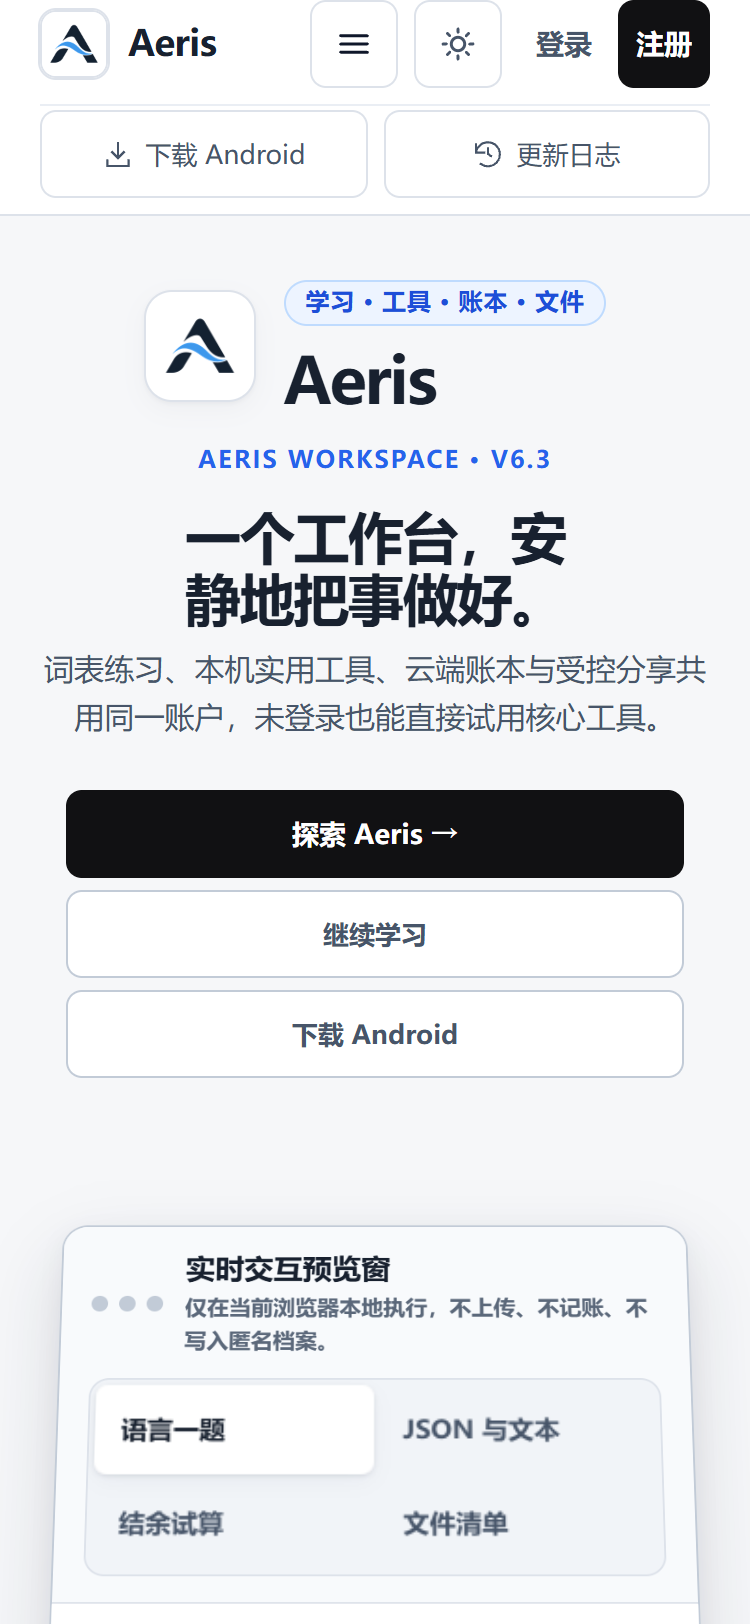 Aeris
登录
注册
下载 Android
更新日志
学习・工具・账本・文件
Aeris
AERIS WORKSPACE • V6.3
一个工作台，安
静地把事做好。
词表练习、本机实用工具、云端账本与受控分享共
用同一账户，未登录也能直接试用核心工具。
探索 Aeris →
继续学习
下载 Android
实时交互预览窗
仅在当前浏览器本地执行，不上传、不记账、不
写入匿名档案。
语言一题
JSON 与文本
结余试算
文件清单